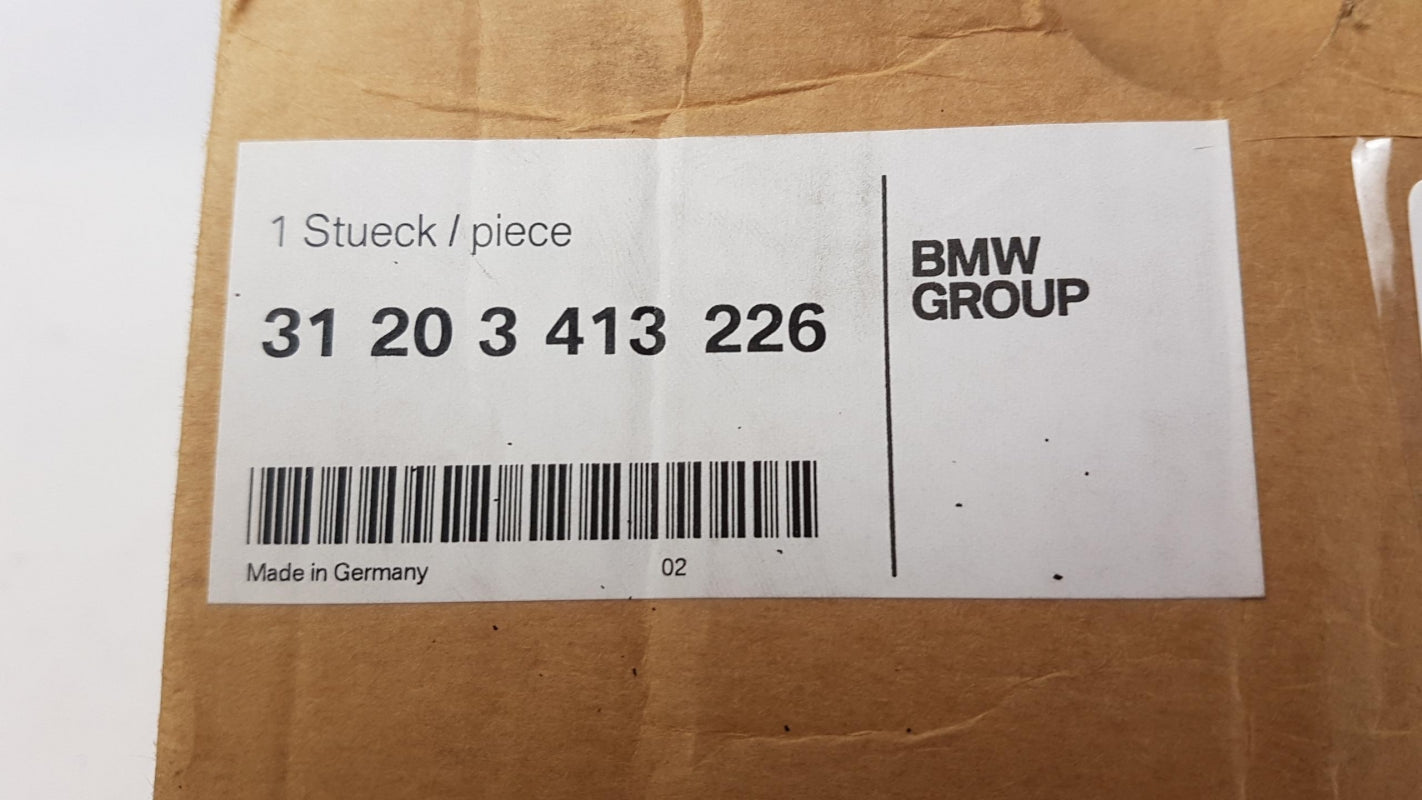 1 Stueck / piece
31 20 3 413 226
Made in Germany
02
BMW
GROUP